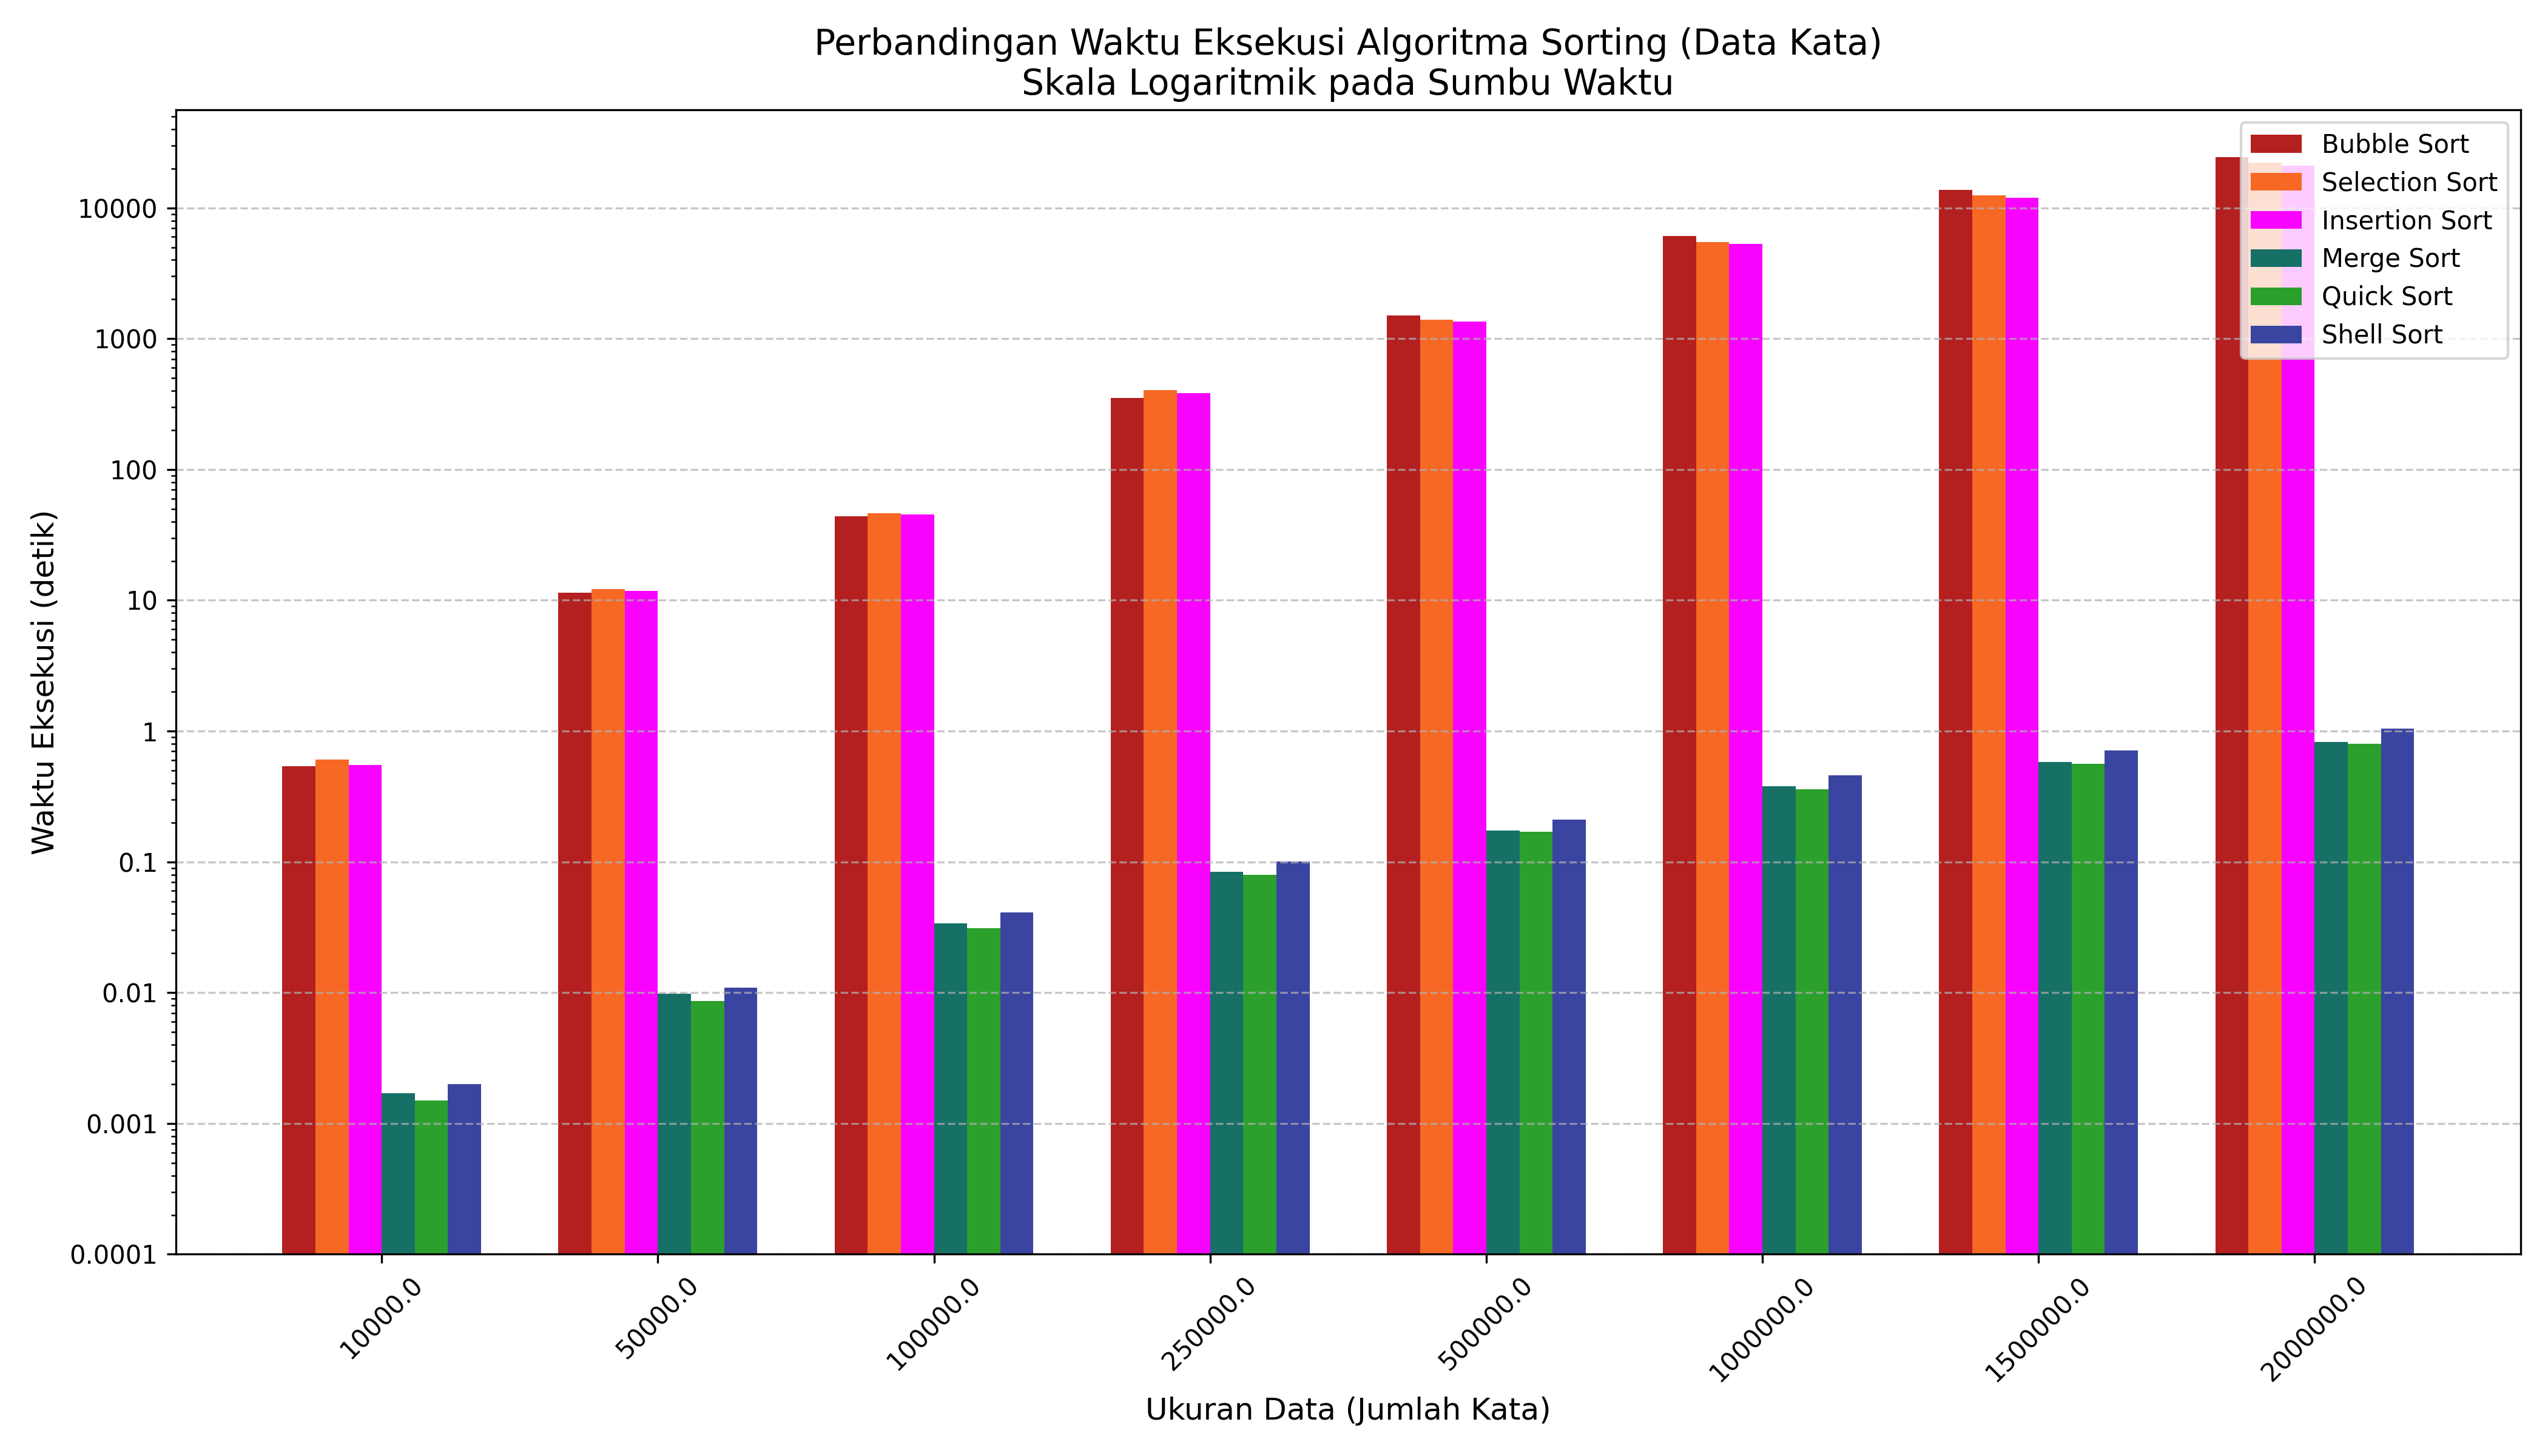 Perbandingan Waktu Eksekusi Algoritma Sorting (Data Kata)
Skala Logaritmik pada Sumbu Waktu
Bubble Sort
Selection Sort
Insertion Sort
Merge Sort
Quick Sort
Shell Sort
Waktu Eksekusi (detik)
10000
1000
100
10
1
0.1
0.01
0.001
0.0001
10000.0
50000.0
100000.0
250000.0
500000.0
1000000.0
1500000.0
2000000.0
Ukuran Data (Jumlah Kata)